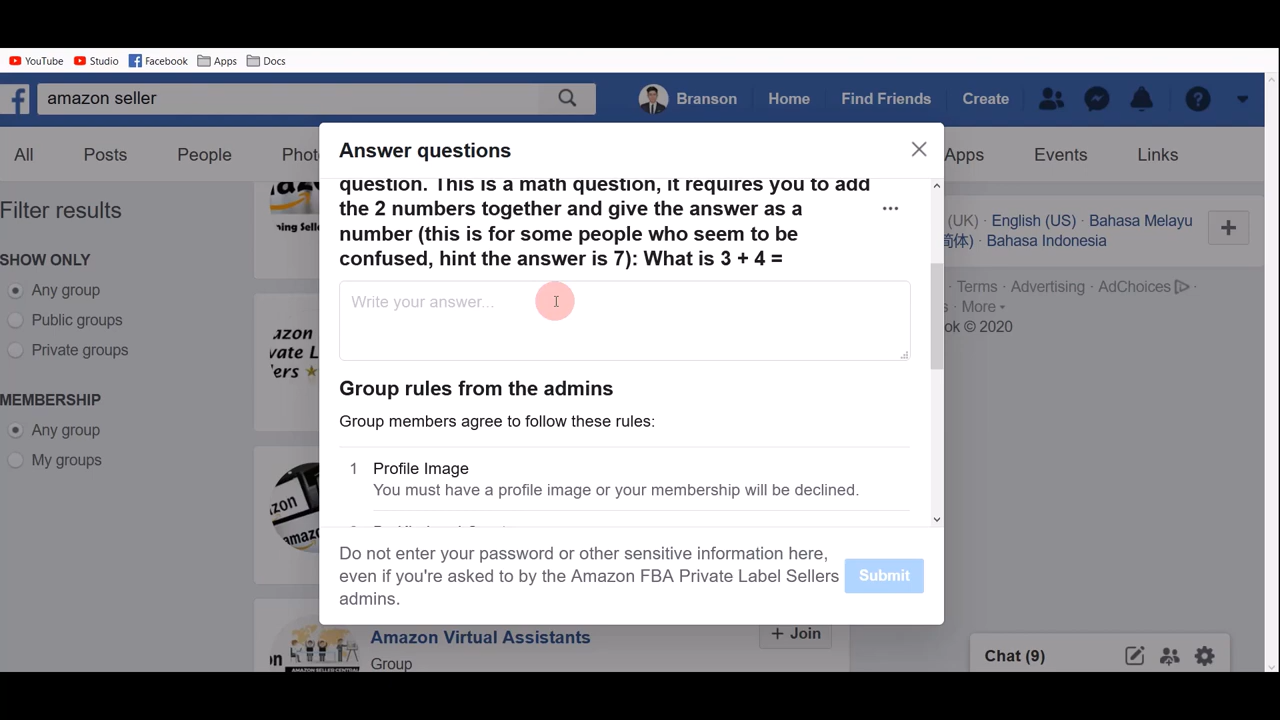 YouTube Studio Facebook Apps Docs
amazon seller
Branson Home Find Friends Create
All Posts People Apps Events Links
Answer questions
question. This is a math question, it requires you to add
the 2 numbers together and give the answer as a
number (this is for some people who seem to be
confused, hint the answer is 7): What is 3 + 4 =
Write your answer...
Group rules from the admins
Group members agree to follow these rules:
1 Profile Image
You must have a profile image or your membership will be declined.
Do not enter your password or other sensitive information here,
even if you're asked to by the Amazon FBA Private Label Sellers
admins.
Submit
Filter results
SHOW ONLY
Any group
Public groups
Private groups
MEMBERSHIP
Any group
My groups
(UK) · English (US) · Bahasa Melayu
Bahasa Indonesia
Terms · Advertising · AdChoices
More
© 2020
Amazon Virtual Assistants
Group
+ Join
Chat (9)